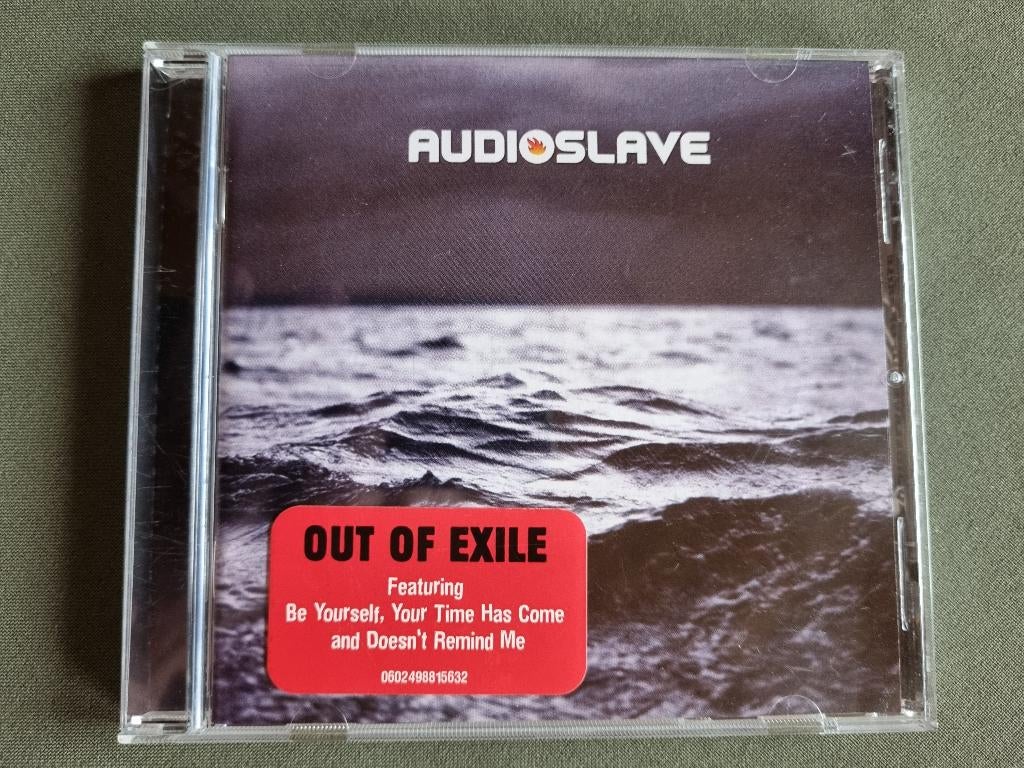 AUDIOSLAVE
OUT OF EXILE
Featuring
Be Yourself, Your Time Has Come
and Doesn't Remind Me
0602498815632